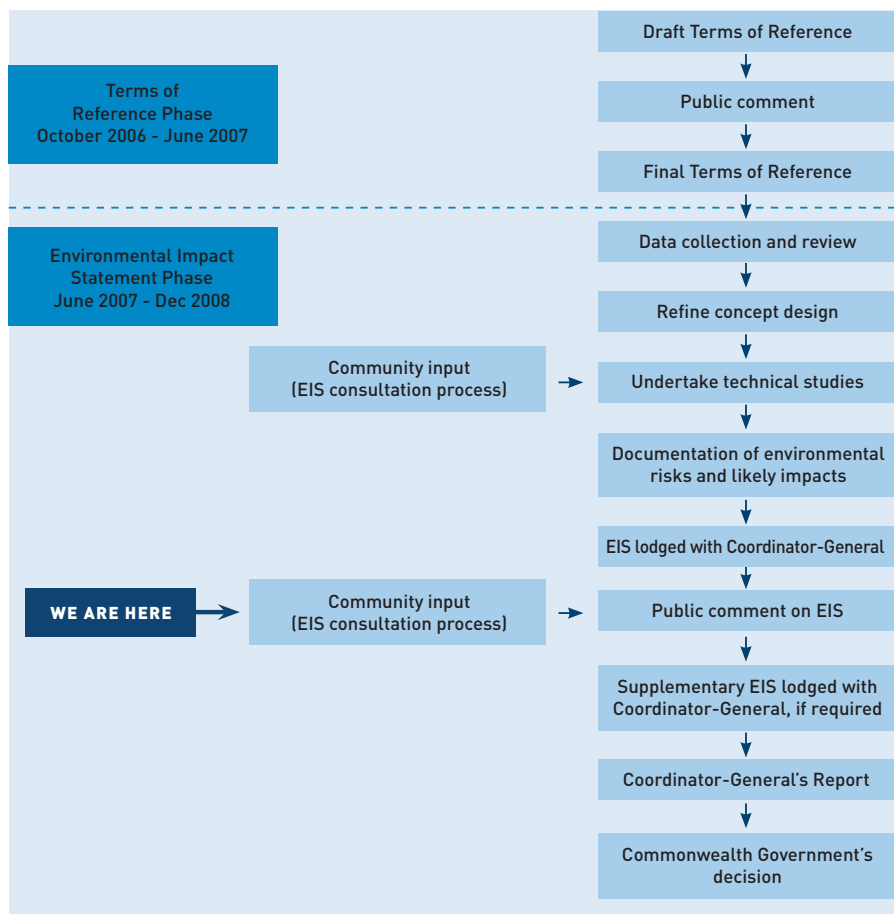 Draft Terms of Reference
Terms of
Reference Phase
October 2006 - June 2007
Public comment
Final Terms of Reference
Environmental Impact
Statement Phase
June 2007 - Dec 2008
Data collection and review
Refine concept design
Community input
(EIS consultation process)
Undertake technical studies
Documentation of environmental
risks and likely impacts
EIS lodged with Coordinator-General
WE ARE HERE
Community input
(EIS consultation process)
Public comment on EIS
Supplementary EIS lodged with
Coordinator-General, if required
Coordinator-General’s Report
Commonwealth Government’s
decision